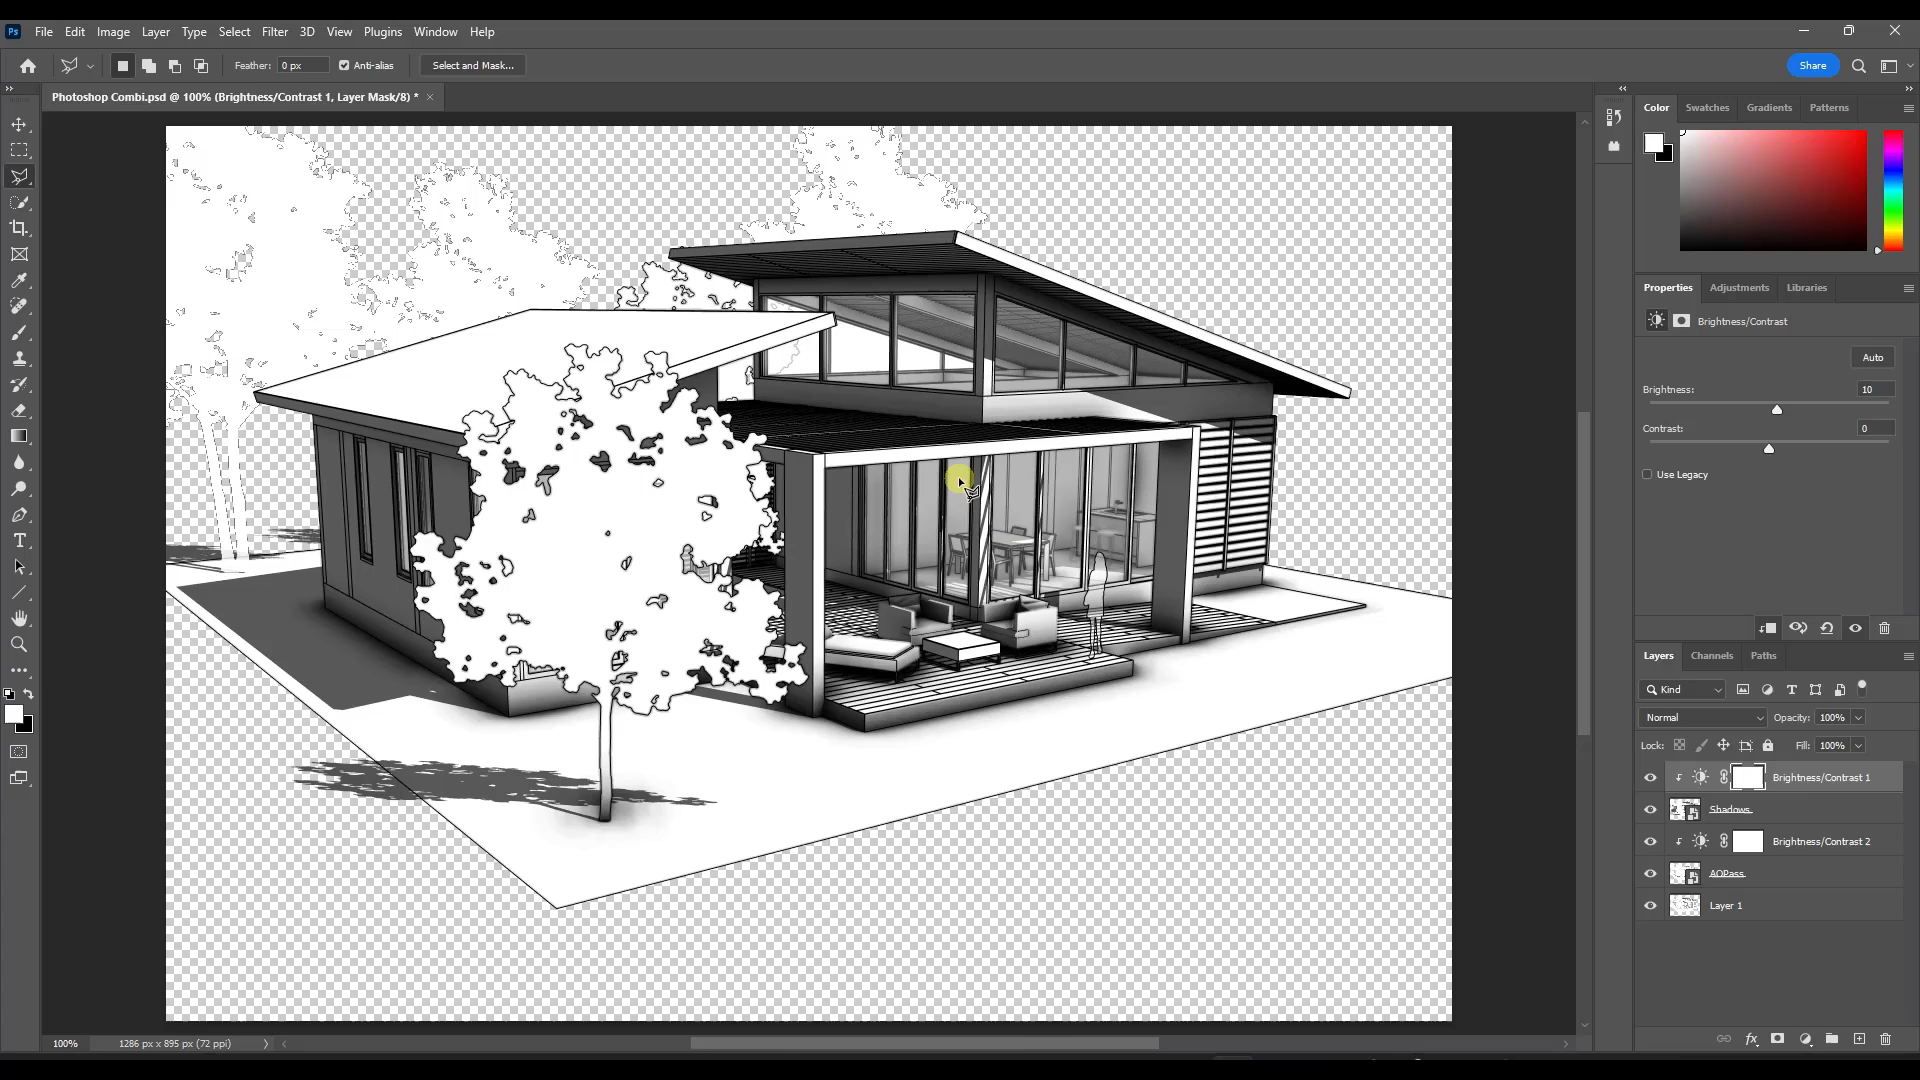 Ps File Edit Image Layer Type Select Filter 3D View Plugins Window Help
Feather: 0 px Anti-alias Select and Mask... Share
Photoshop Combi.psd @ 100% (Brightness/Contrast 1, Layer Mask/8) *
Color Swatches Gradients Patterns
Properties Adjustments Libraries
Brightness/Contrast
Auto
Brightness: 10
Contrast: 0
Use Legacy
Layers Channels Paths
Kind
Normal Opacity: 100%
Lock: Fill: 100%
Brightness/Contrast 1
Shadows
Brightness/Contrast 2
AOPass
Layer 1
100% 1286 px x 895 px (72 ppi)